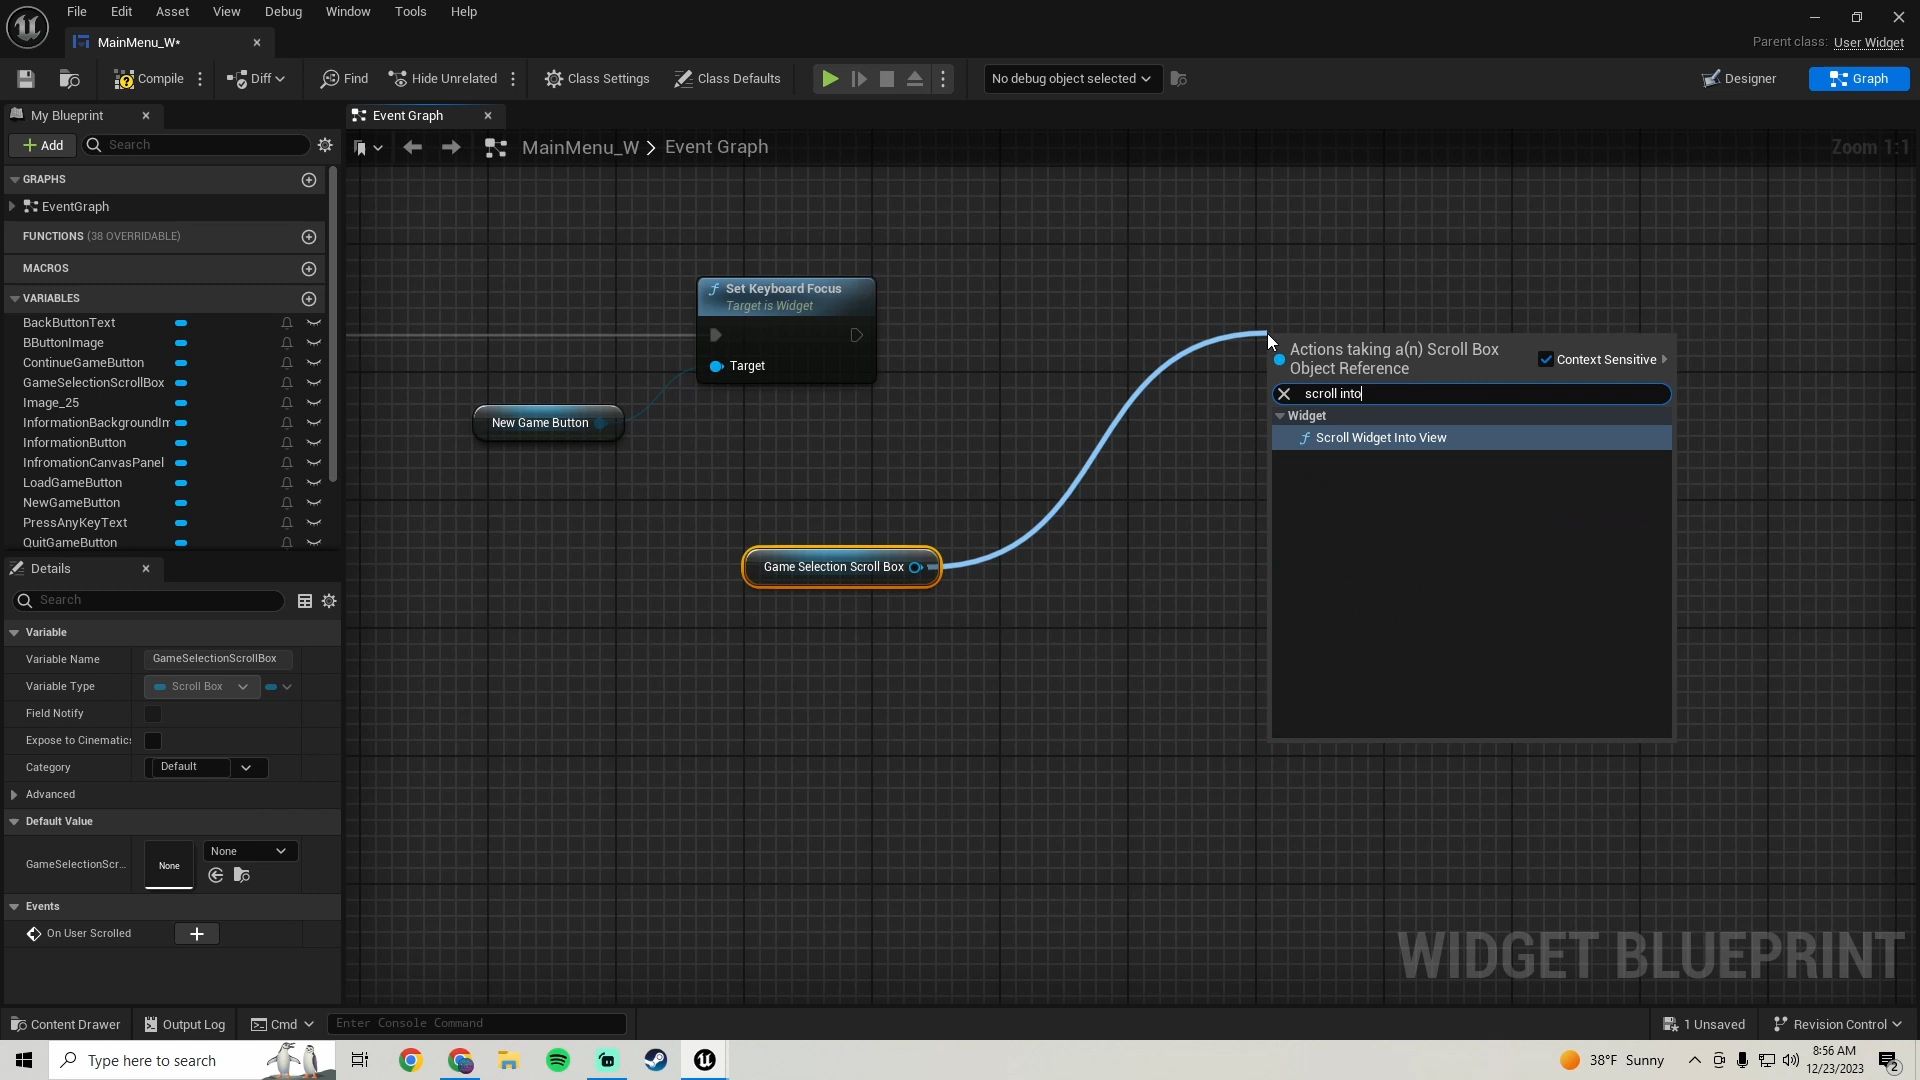 File Edit Asset View Debug Window Tools Help
MainMenu_W*
Parent class: User Widget
Compile Diff Find Hide Unrelated Class Settings Class Defaults No debug object selected Designer Graph
My Blueprint
Event Graph
Add Search
MainMenu_W > Event Graph
Zoom 1:1
GRAPHS
EventGraph
FUNCTIONS (38 OVERRIDABLE)
MACROS
VARIABLES
BackButtonText
BButtonImage
ContinueGameButton
GameSelectionScrollBox
Image_25
InformationBackgroundIm
InformationButton
InfromationCanvasPanel
LoadGameButton
NewGameButton
PressAnyKeyText
QuitGameButton
Set Keyboard Focus
Target is Widget
Target
New Game Button
Game Selection Scroll Box
Actions taking a(n) Scroll Box
Object Reference
Context Sensitive
scroll into
Widget
Scroll Widget Into View
Details
Search
Variable
Variable Name GameSelectionScrollBox
Variable Type Scroll Box
Field Notify
Expose to Cinematics
Category Default
Advanced
Default Value
GameSelectionScr... None None
Events
On User Scrolled
WIDGET BLUEPRINT
Content Drawer Output Log Cmd Enter Console Command 1 Unsaved Revision Control
Type here to search
38°F Sunny
8:56 AM
12/23/2023
2